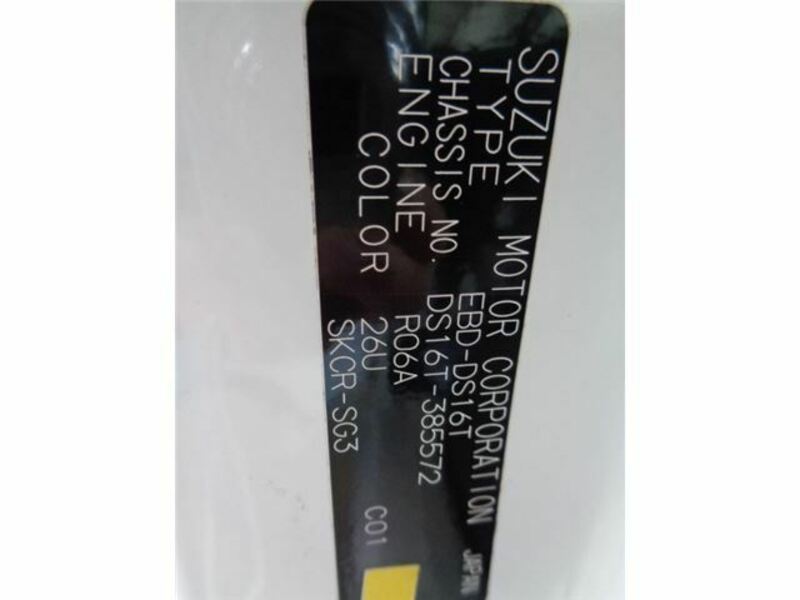 SUZUKI MOTOR CORPORATION JAPAN
TYPE EBD-DS16T
CHASSIS NO. DS16T-385572
ENGINE R06A
COLOR 26U
SKCR-SG3 C01